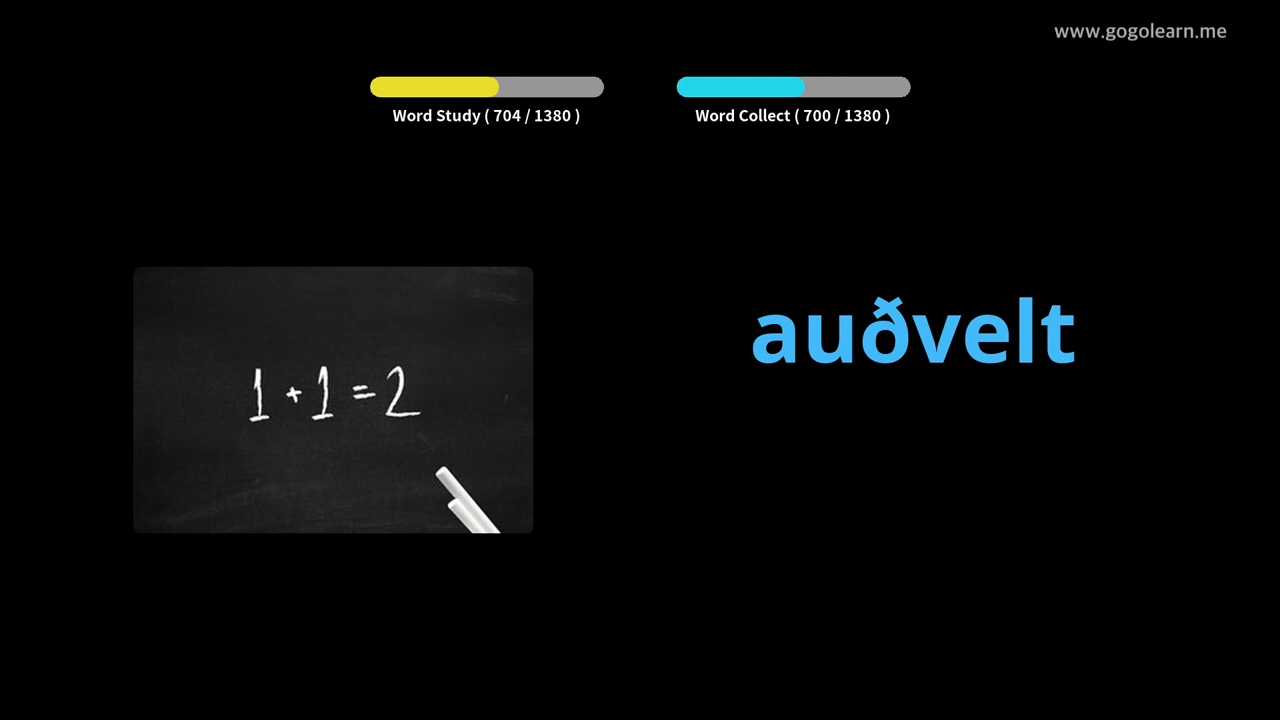 www.gogolearn.me
Word Study ( 704 / 1380 )
Word Collect ( 700 / 1380 )
auðvelt
1 + 1 = 2